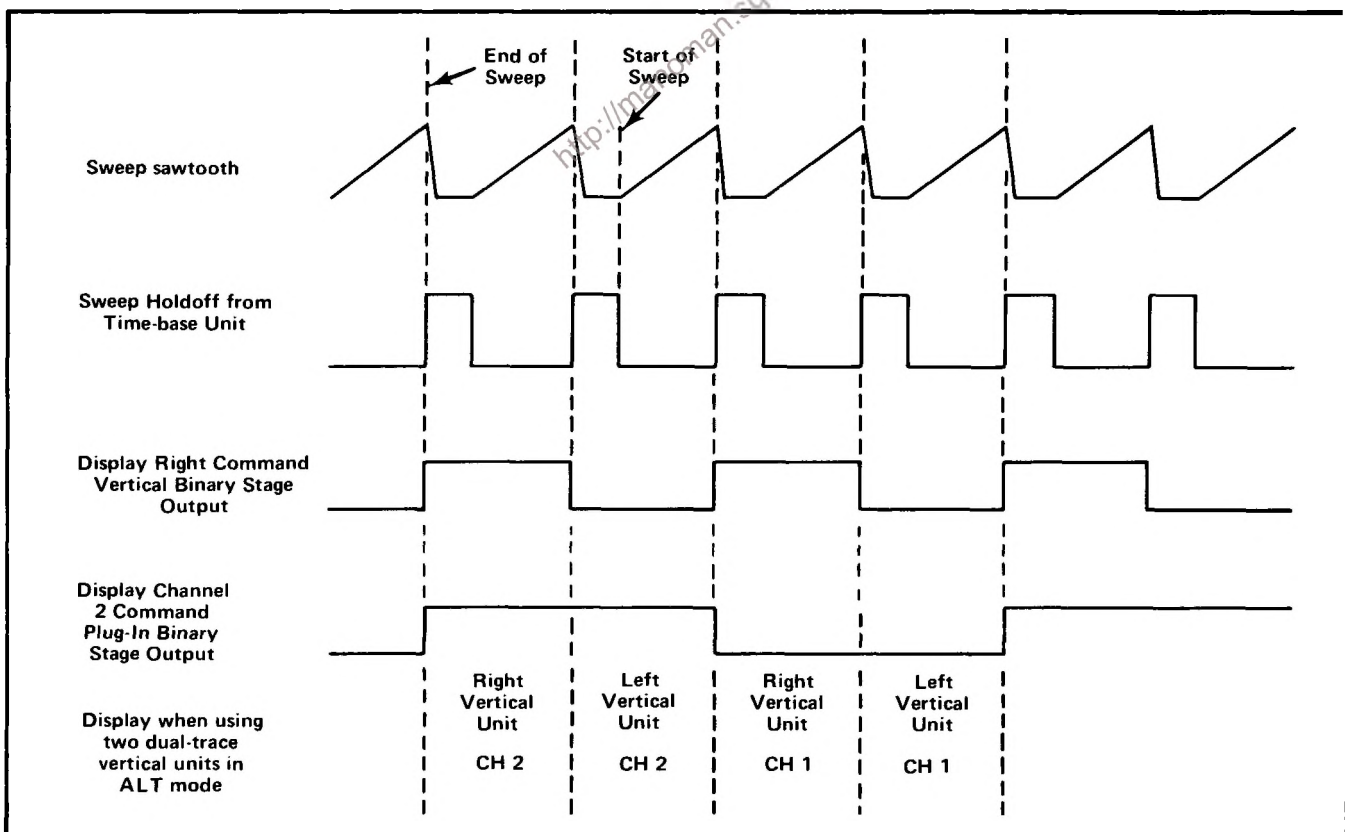 http://manoman.sq
End of
Sweep
Start of
Sweep
Sweep sawtooth
Sweep Holdoff from
Time-base Unit
Display Right Command
Vertical Binary Stage
Output
Display Channel
2 Command
Plug-In Binary
Stage Output
Display when using
two dual-trace
vertical units in
ALT mode
Right
Vertical
Unit
CH 2
Left
Vertical
Unit
CH 2
Right
Vertical
Unit
CH 1
Left
Vertical
Unit
CH 1